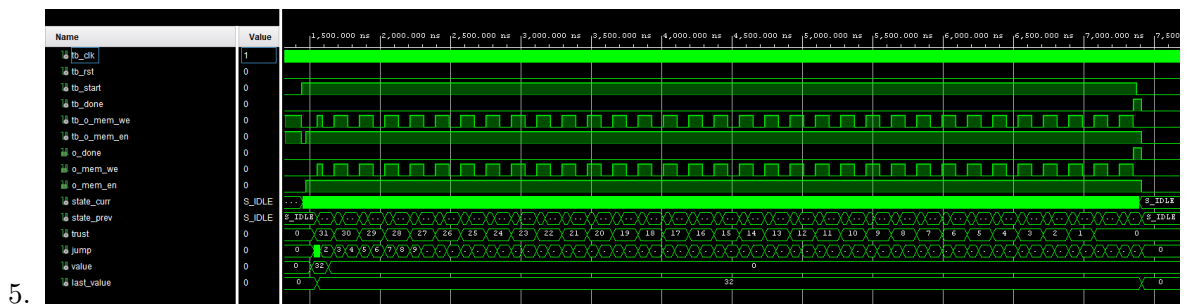 Name Value 1,500.000 ns 2,000.000 ns 2,500.000 ns 3,000.000 ns 3,500.000 ns 4,000.000 ns 4,500.000 ns 5,000.000 ns 5,500.000 ns 6,000.000 ns 6,500.000 ns 7,000.000 ns 7,500
tb_clk 1
tb_rst 0
tb_start 0
tb_done 0
tb_o_mem_we 0
tb_o_mem_en 0
o_done 0
o_mem_we 0
o_mem_en 0
state_curr S_IDLE ... S_IDLE
state_prev S_IDLE S_IDLE S_IDLE
trust 0 0 31 30 29 28 27 26 25 24 23 22 21 20 19 18 17 16 15 14 13 12 11 10 9 8 7 6 5 4 3 2 1 0
jump 0 0 2 3 4 5 6 7 8 9 0
value 0 0 32 0
last_value 0 0 32 0
5.